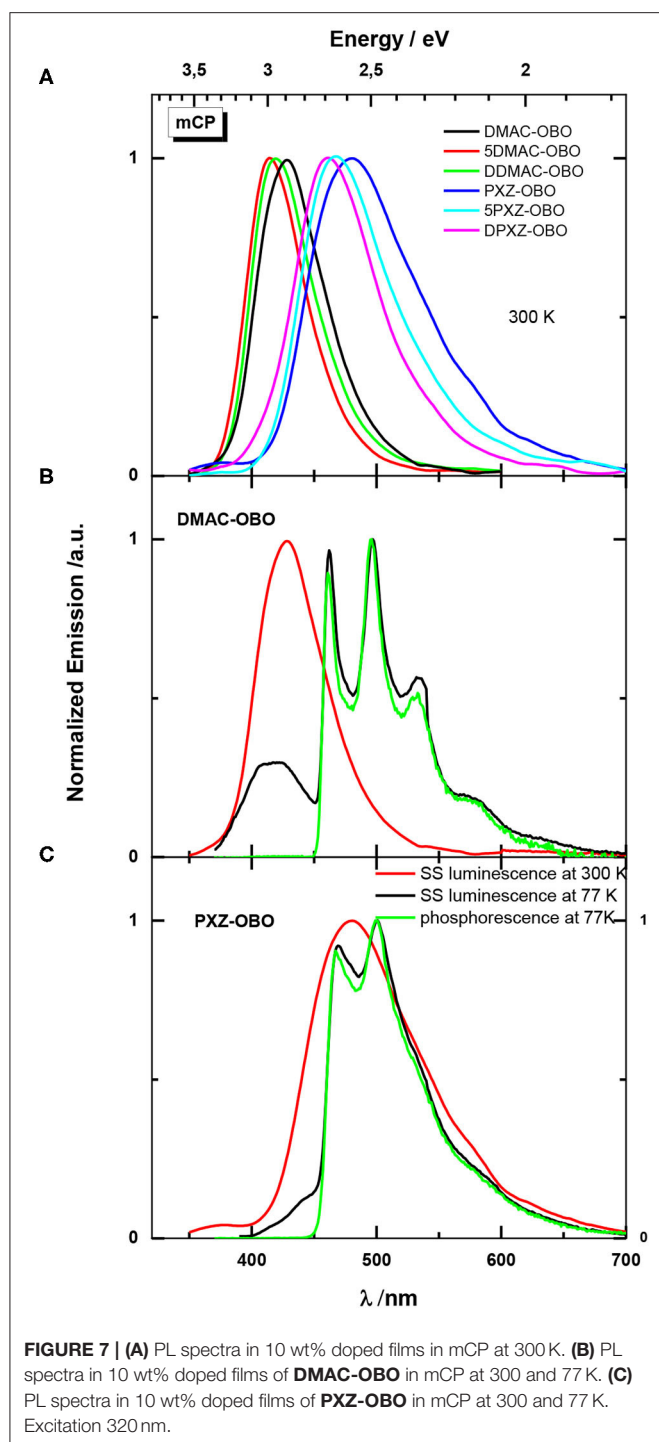 Energy / eV
A
3,5 3 2,5 2
mCP
DMAC-OBO
5DMAC-OBO
DDMAC-OBO
PXZ-OBO
5PXZ-OBO
DPXZ-OBO
1
300 K
0
B
DMAC-OBO
1
Normalized Emission /a.u.
0
C
SS luminescence at 300 K
SS luminescence at 77 K
phosphorescence at 77K
PXZ-OBO
1 1
0 0
400 500 600 700
λ /nm
FIGURE 7 | (A) PL spectra in 10 wt% doped films in mCP at 300 K. (B) PL
spectra in 10 wt% doped films of DMAC-OBO in mCP at 300 and 77 K. (C)
PL spectra in 10 wt% doped films of PXZ-OBO in mCP at 300 and 77 K.
Excitation 320 nm.